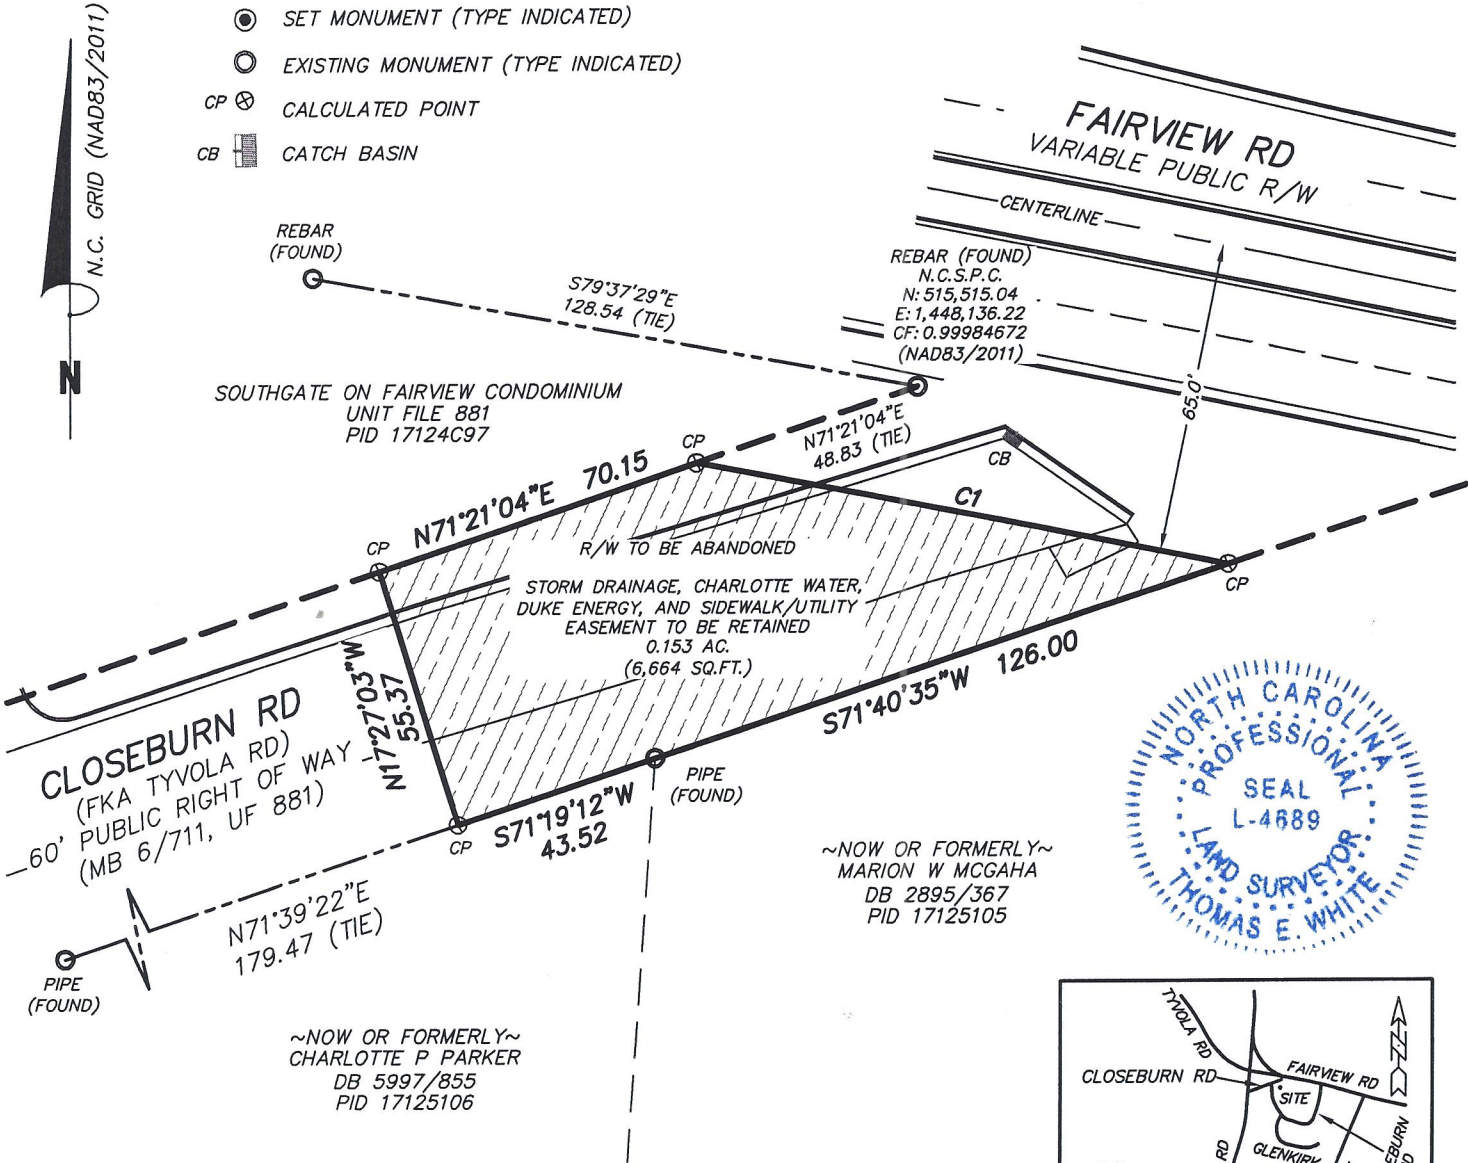 SET MONUMENT (TYPE INDICATED)
EXISTING MONUMENT (TYPE INDICATED)
CP CALCULATED POINT
CB CATCH BASIN
N.C. GRID (NAD83/2011)
N
FAIRVIEW RD
VARIABLE PUBLIC R/W
CENTERLINE
REBAR
(FOUND)
S79°37'29"E
128.54 (TIE)
REBAR (FOUND)
N.C.S.P.C.
N: 515,515.04
E: 1,448,136.22
CF: 0.99984672
(NAD83/2011)
65.0'
SOUTHGATE ON FAIRVIEW CONDOMINIUM
UNIT FILE 881
PID 17124C97
N71°21'04"E
48.83 (TIE)
CP
CB
N71°21'04"E 70.15
C1
CP
R/W TO BE ABANDONED
STORM DRAINAGE, CHARLOTTE WATER,
DUKE ENERGY, AND SIDEWALK/UTILITY
EASEMENT TO BE RETAINED
0.153 AC.
(6,664 SQ.FT.)
CP
N17°27'03"W
55.37
S71°40'35"W 126.00
CLOSEBURN RD
(FKA TYVOLA RD)
60' PUBLIC RIGHT OF WAY
(MB 6/711, UF 881)
PIPE
(FOUND)
CP
S71°19'12"W
43.52
N71°39'22"E
179.47 (TIE)
PIPE
(FOUND)
~NOW OR FORMERLY~
MARION W MCGAHA
DB 2895/367
PID 17125105
~NOW OR FORMERLY~
CHARLOTTE P PARKER
DB 5997/855
PID 17125106
NORTH CAROLINA
PROFESSIONAL
SEAL
L-4689
LAND SURVEYOR
THOMAS E. WHITE
TYVOLA RD
CLOSEBURN RD
FAIRVIEW RD
SITE
N
GLENKIRK
RD